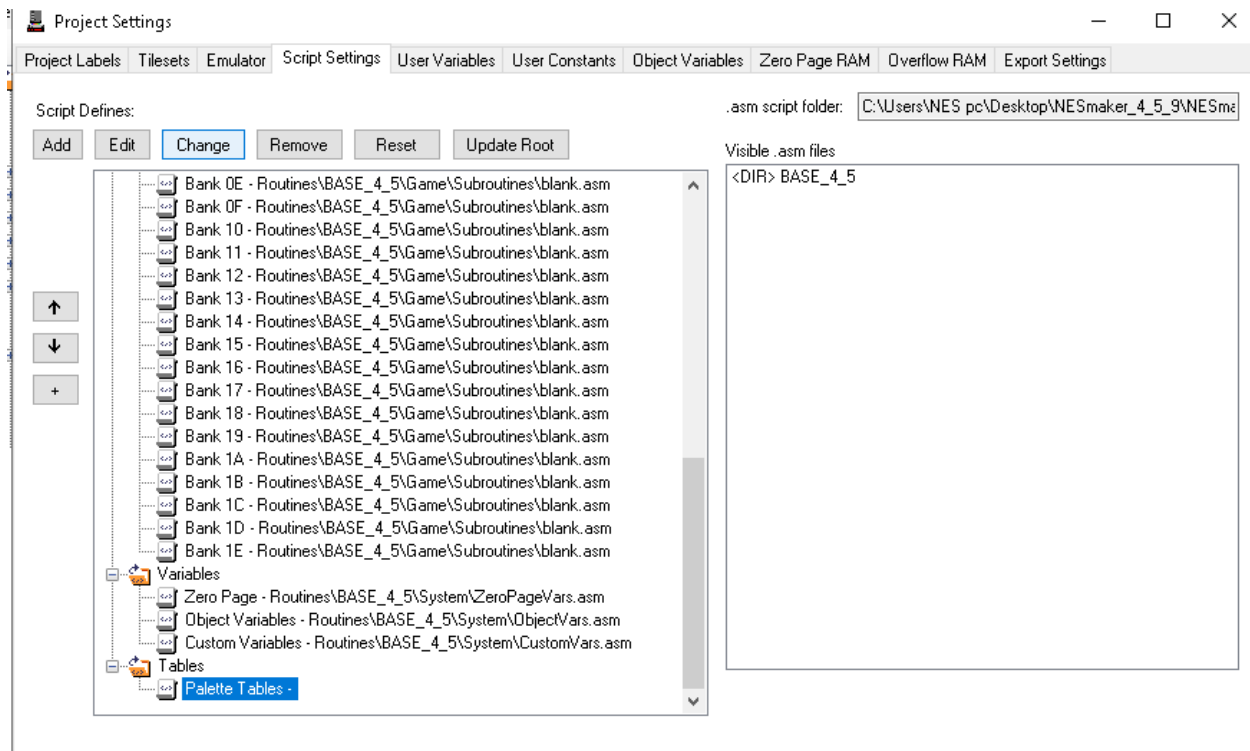 Project Settings
Project Labels Tilesets Emulator Script Settings User Variables User Constants Object Variables Zero Page RAM Overflow RAM Export Settings
Script Defines:
.asm script folder: C:\Users\NES pc\Desktop\NESmaker_4_5_9\NESma
Add Edit Change Remove Reset Update Root
Visible .asm files
<DIR> BASE_4_5
Bank 0E - Routines\BASE_4_5\Game\Subroutines\blank.asm
Bank 0F - Routines\BASE_4_5\Game\Subroutines\blank.asm
Bank 10 - Routines\BASE_4_5\Game\Subroutines\blank.asm
Bank 11 - Routines\BASE_4_5\Game\Subroutines\blank.asm
Bank 12 - Routines\BASE_4_5\Game\Subroutines\blank.asm
Bank 13 - Routines\BASE_4_5\Game\Subroutines\blank.asm
Bank 14 - Routines\BASE_4_5\Game\Subroutines\blank.asm
Bank 15 - Routines\BASE_4_5\Game\Subroutines\blank.asm
Bank 16 - Routines\BASE_4_5\Game\Subroutines\blank.asm
Bank 17 - Routines\BASE_4_5\Game\Subroutines\blank.asm
Bank 18 - Routines\BASE_4_5\Game\Subroutines\blank.asm
Bank 19 - Routines\BASE_4_5\Game\Subroutines\blank.asm
Bank 1A - Routines\BASE_4_5\Game\Subroutines\blank.asm
Bank 1B - Routines\BASE_4_5\Game\Subroutines\blank.asm
Bank 1C - Routines\BASE_4_5\Game\Subroutines\blank.asm
Bank 1D - Routines\BASE_4_5\Game\Subroutines\blank.asm
Bank 1E - Routines\BASE_4_5\Game\Subroutines\blank.asm
Variables
Zero Page - Routines\BASE_4_5\System\ZeroPageVars.asm
Object Variables - Routines\BASE_4_5\System\ObjectVars.asm
Custom Variables - Routines\BASE_4_5\System\CustomVars.asm
Tables
Palette Tables -